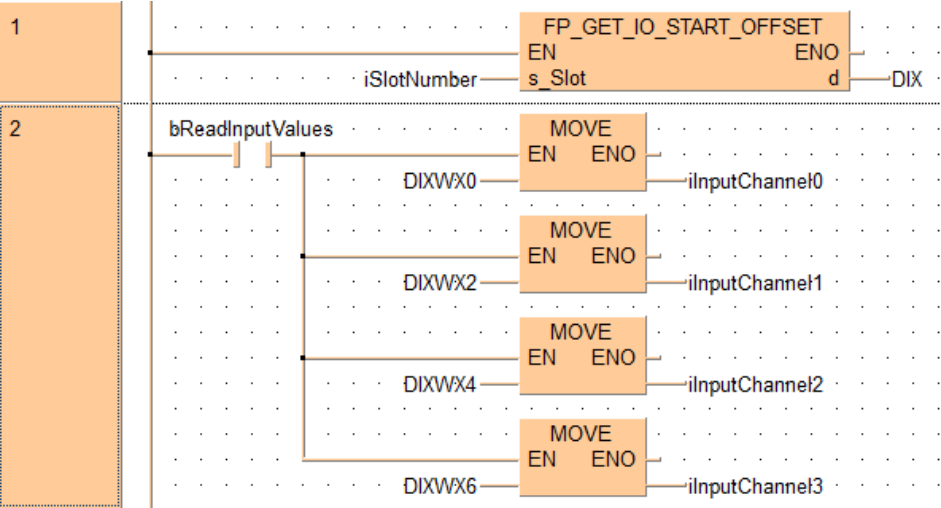 1
FP_GET_IO_START_OFFSET
EN ENO
iSlotNumber s_Slot d DIX
2
bReadInputValues MOVE
EN ENO
DIXWX0 iInputChannel0
MOVE
EN ENO
DIXWX2 iInputChannel1
MOVE
EN ENO
DIXWX4 iInputChannel2
MOVE
EN ENO
DIXWX6 iInputChannel3